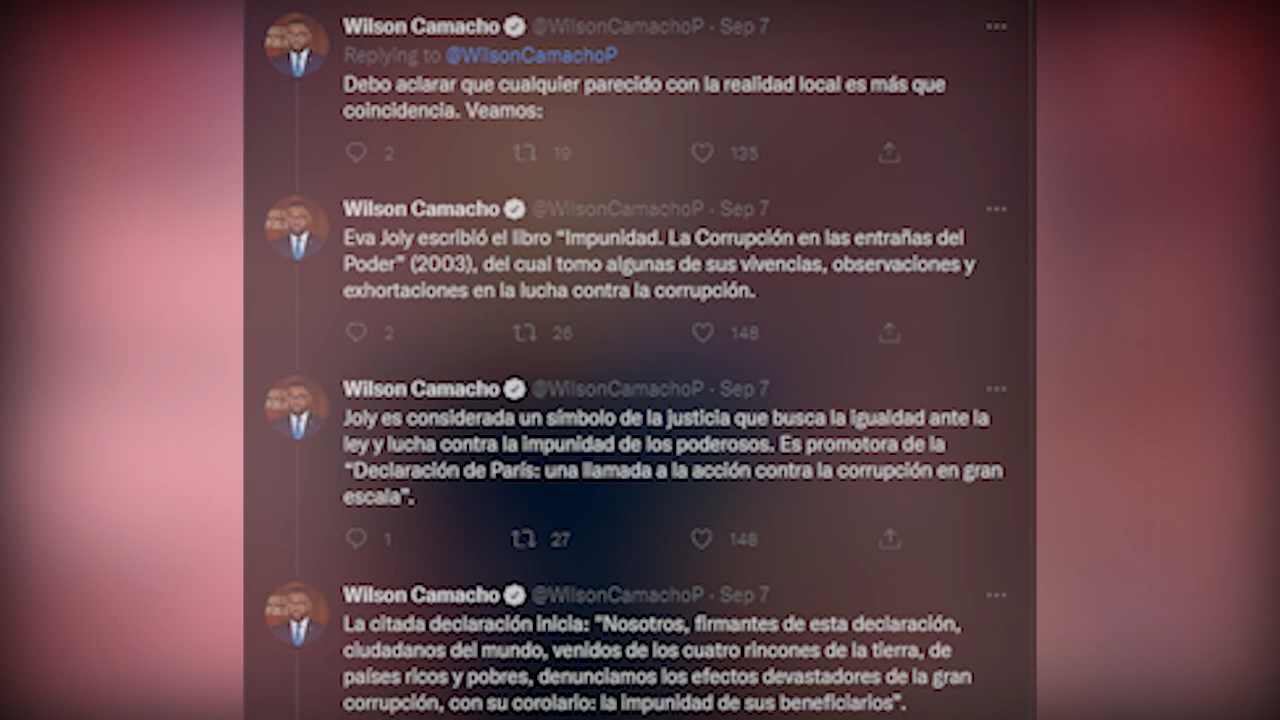 Wilson Camacho @WilsonCamachoP · Sep 7
Replying to @WilsonCamachoP
Debo aclarar que cualquier parecido con la realidad local es más que
coincidencia. Veamos:
2 19 135
Wilson Camacho @WilsonCamachoP · Sep 7
Eva Joly escribió el libro "Impunidad. La Corrupción en las entrañas del
Poder" (2003), del cual tomo algunas de sus vivencias, observaciones y
exhortaciones en la lucha contra la corrupción.
2 26 148
Wilson Camacho @WilsonCamachoP · Sep 7
Joly es considerada un símbolo de la justicia que busca la igualdad ante la
ley y lucha contra la impunidad de los poderosos. Es promotora de la
"Declaración de París: una llamada a la acción contra la corrupción en gran
escala".
1 27 148
Wilson Camacho @WilsonCamachoP · Sep 7
La citada declaración inicia: "Nosotros, firmantes de esta declaración,
ciudadanos del mundo, venidos de los cuatro rincones de la tierra, de
países ricos y pobres, denunciamos los efectos devastadores de la gran
corrupción, con su corolario: la impunidad de sus beneficiarios".